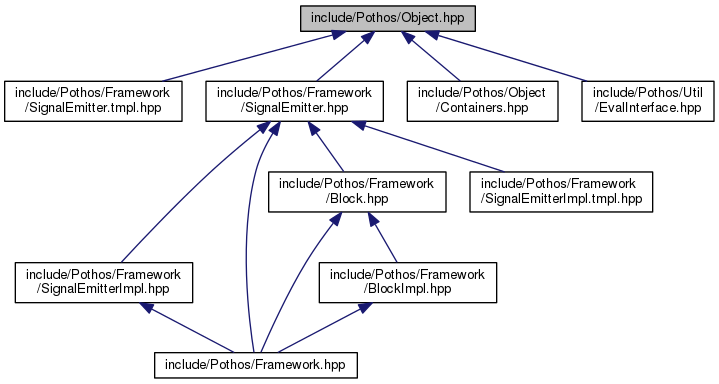 include/Pothos/Object.hpp
include/Pothos/Framework
/SignalEmitter.tmpl.hpp
include/Pothos/Framework
/SignalEmitter.hpp
include/Pothos/Object
/Containers.hpp
include/Pothos/Util
/EvalInterface.hpp
include/Pothos/Framework
/Block.hpp
include/Pothos/Framework
/SignalEmitterImpl.tmpl.hpp
include/Pothos/Framework
/SignalEmitterImpl.hpp
include/Pothos/Framework
/BlockImpl.hpp
include/Pothos/Framework.hpp